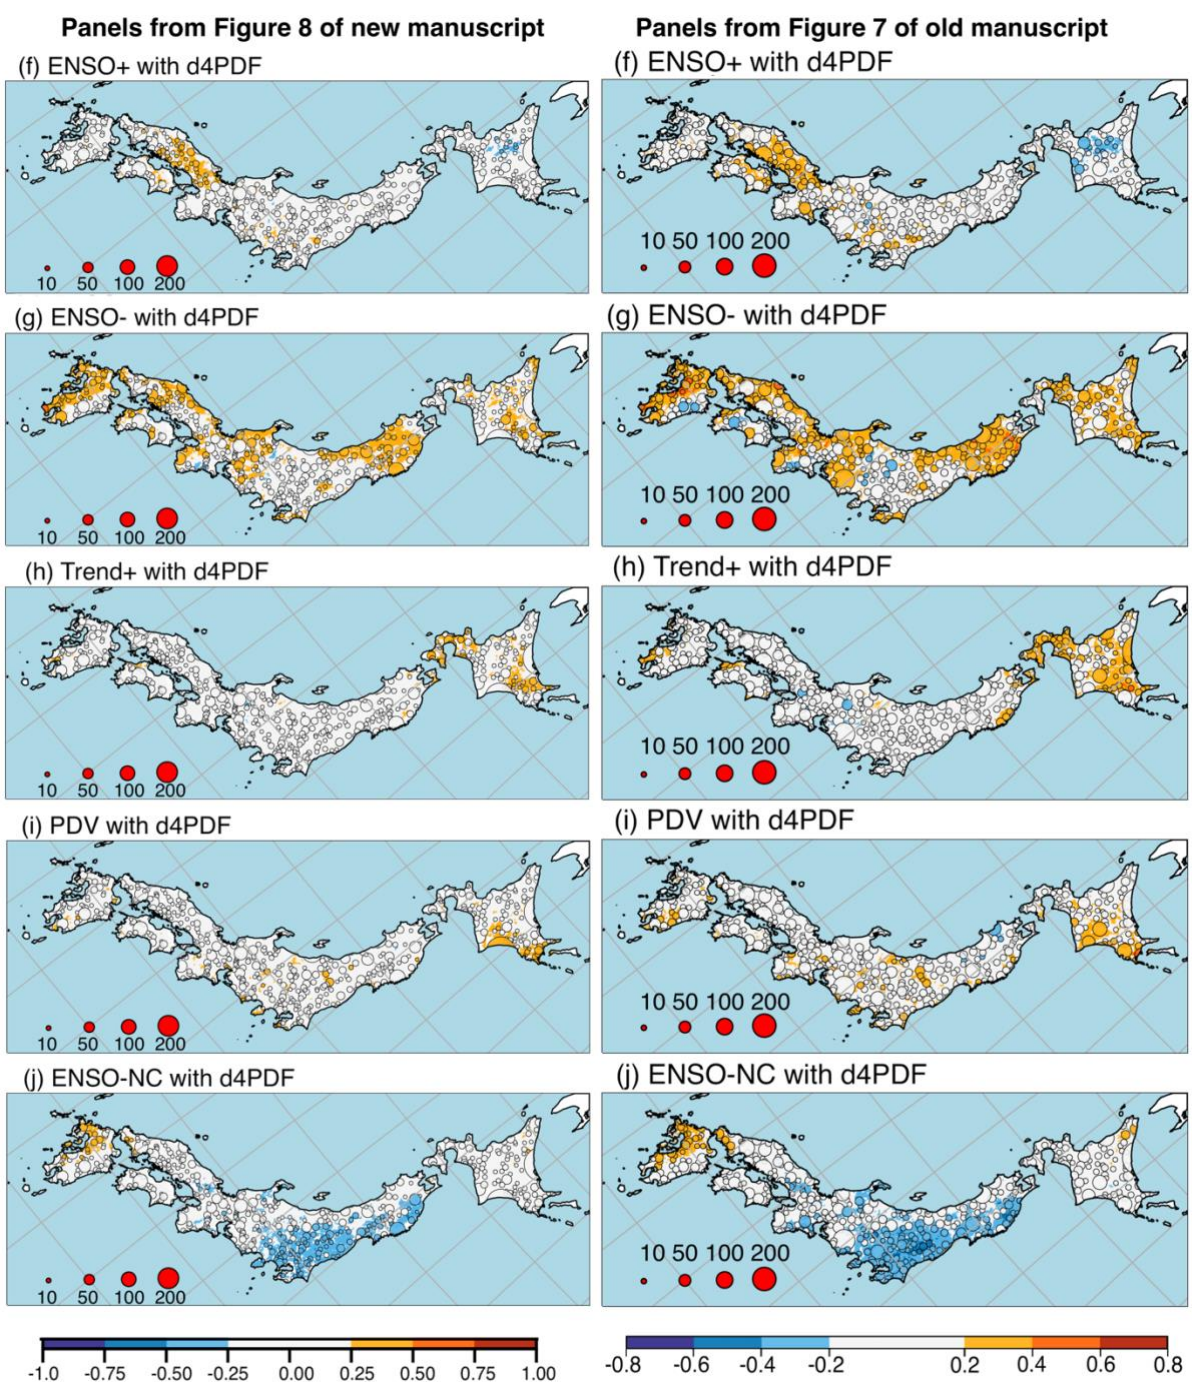 Panels from Figure 8 of new manuscript
Panels from Figure 7 of old manuscript
(f) ENSO+ with d4PDF
(f) ENSO+ with d4PDF
10 50 100 200
10 50 100 200
(g) ENSO- with d4PDF
(g) ENSO- with d4PDF
10 50 100 200
10 50 100 200
(h) Trend+ with d4PDF
(h) Trend+ with d4PDF
10 50 100 200
10 50 100 200
(i) PDV with d4PDF
(i) PDV with d4PDF
10 50 100 200
10 50 100 200
(j) ENSO-NC with d4PDF
(j) ENSO-NC with d4PDF
10 50 100 200
10 50 100 200
-1.0 -0.75 -0.50 -0.25 0.00 0.25 0.50 0.75 1.00
-0.8 -0.6 -0.4 -0.2 0.2 0.4 0.6 0.8